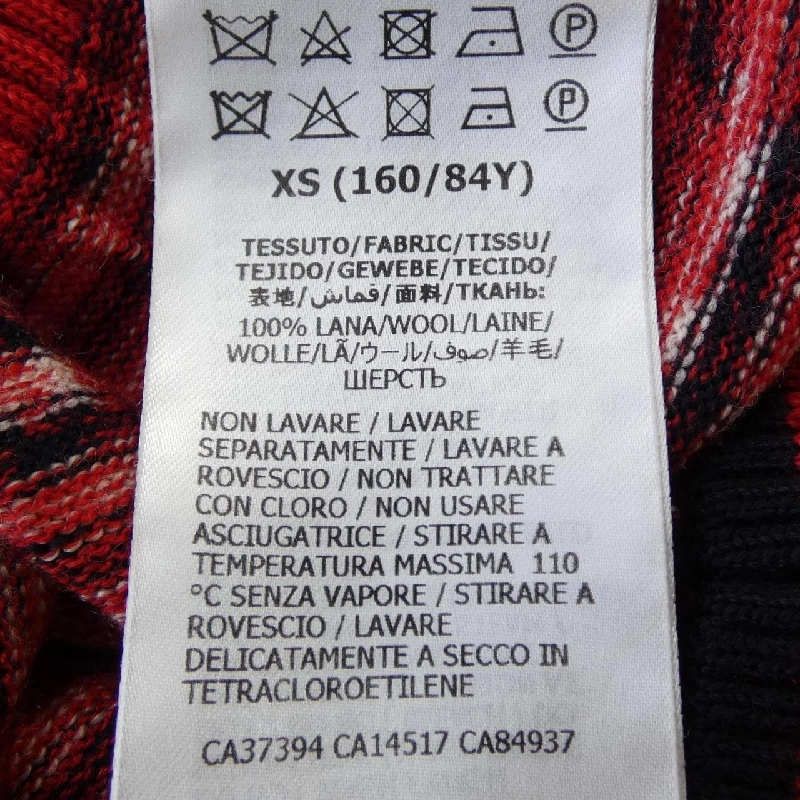 P
P
XS (160/84Y)
TESSUTO/FABRIC/TISSU/
TEJIDO/GEWEBE/TECIDO/
表地/قماش/面料/ТКАНЬ:
100% LANA/WOOL/LAINE/
WOLLE/LÃ/ウール/صوف/羊毛/
ШЕРСТЬ
NON LAVARE / LAVARE
SEPARATAMENTE / LAVARE A
ROVESCIO / NON TRATTARE
CON CLORO / NON USARE
ASCIUGATRICE / STIRARE A
TEMPERATURA MASSIMA 110
°C SENZA VAPORE / STIRARE A
ROVESCIO / LAVARE
DELICATAMENTE A SECCO IN
TETRACLOROETILENE
CA37394 CA14517 CA84937